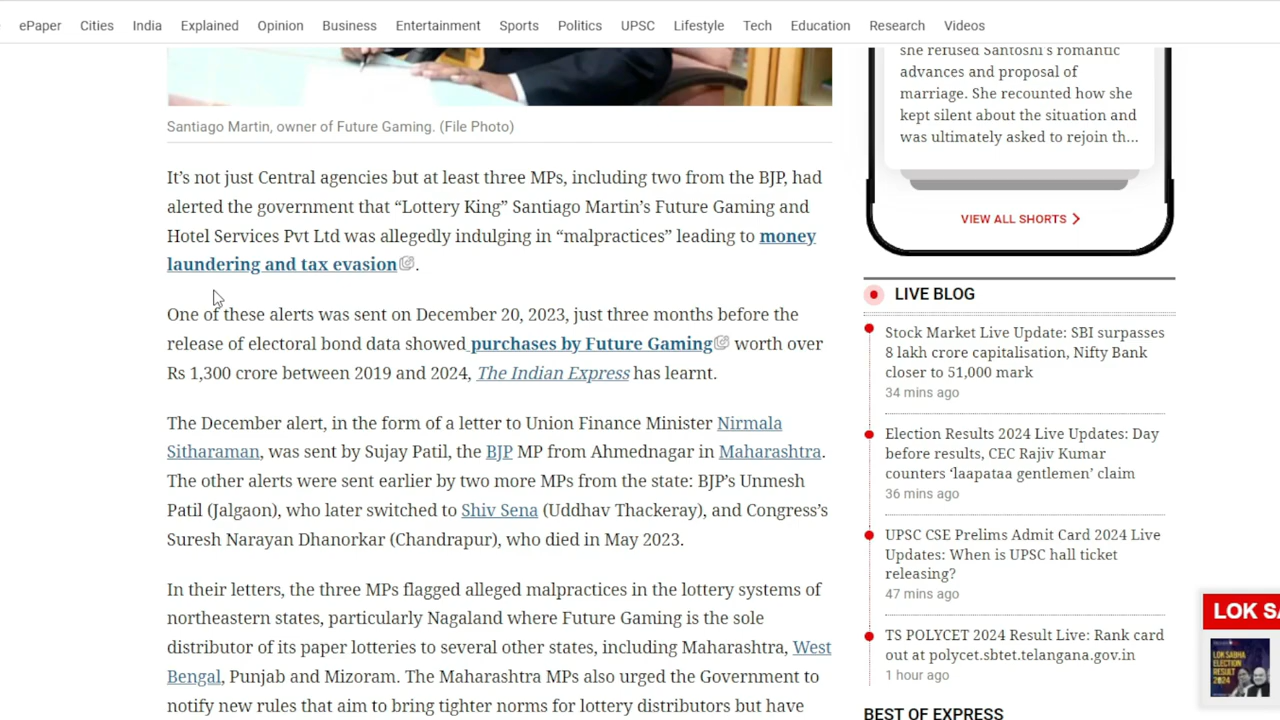 ePaper Cities India Explained Opinion Business Entertainment Sports Politics UPSC Lifestyle Tech Education Research Videos
Santiago Martin, owner of Future Gaming. (File Photo)
It’s not just Central agencies but at least three MPs, including two from the BJP, had
alerted the government that “Lottery King” Santiago Martin’s Future Gaming and
Hotel Services Pvt Ltd was allegedly indulging in “malpractices” leading to money
laundering and tax evasion.
One of these alerts was sent on December 20, 2023, just three months before the
release of electoral bond data showed purchases by Future Gaming worth over
Rs 1,300 crore between 2019 and 2024, The Indian Express has learnt.
The December alert, in the form of a letter to Union Finance Minister Nirmala
Sitharaman, was sent by Sujay Patil, the BJP MP from Ahmednagar in Maharashtra.
The other alerts were sent earlier by two more MPs from the state: BJP’s Unmesh
Patil (Jalgaon), who later switched to Shiv Sena (Uddhav Thackeray), and Congress’s
Suresh Narayan Dhanorkar (Chandrapur), who died in May 2023.
In their letters, the three MPs flagged alleged malpractices in the lottery systems of
northeastern states, particularly Nagaland where Future Gaming is the sole
distributor of its paper lotteries to several other states, including Maharashtra, West
Bengal, Punjab and Mizoram. The Maharashtra MPs also urged the Government to
notify new rules that aim to bring tighter norms for lottery distributors but have
she refused Santoshi’s romantic
advances and proposal of
marriage. She recounted how she
kept silent about the situation and
was ultimately asked to rejoin th...
VIEW ALL SHORTS
LIVE BLOG
Stock Market Live Update: SBI surpasses
8 lakh crore capitalisation, Nifty Bank
closer to 51,000 mark
34 mins ago
Election Results 2024 Live Updates: Day
before results, CEC Rajiv Kumar
counters ‘laapataa gentlemen’ claim
36 mins ago
UPSC CSE Prelims Admit Card 2024 Live
Updates: When is UPSC hall ticket
releasing?
47 mins ago
TS POLYCET 2024 Result Live: Rank card
out at polycet.sbtet.telangana.gov.in
1 hour ago
BEST OF EXPRESS
LOK SA
LOK SABHA
ELECTION
RESULT
2024